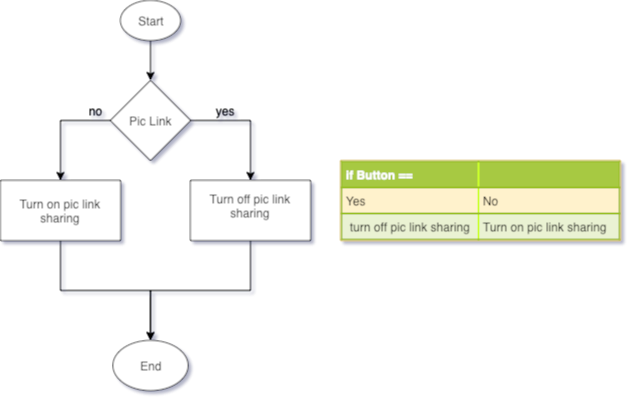 Start
no
yes
Pic Link
Turn on pic link
sharing
Turn off pic link
sharing
End
If Button ==
Yes No
turn off pic link sharing Turn on pic link sharing